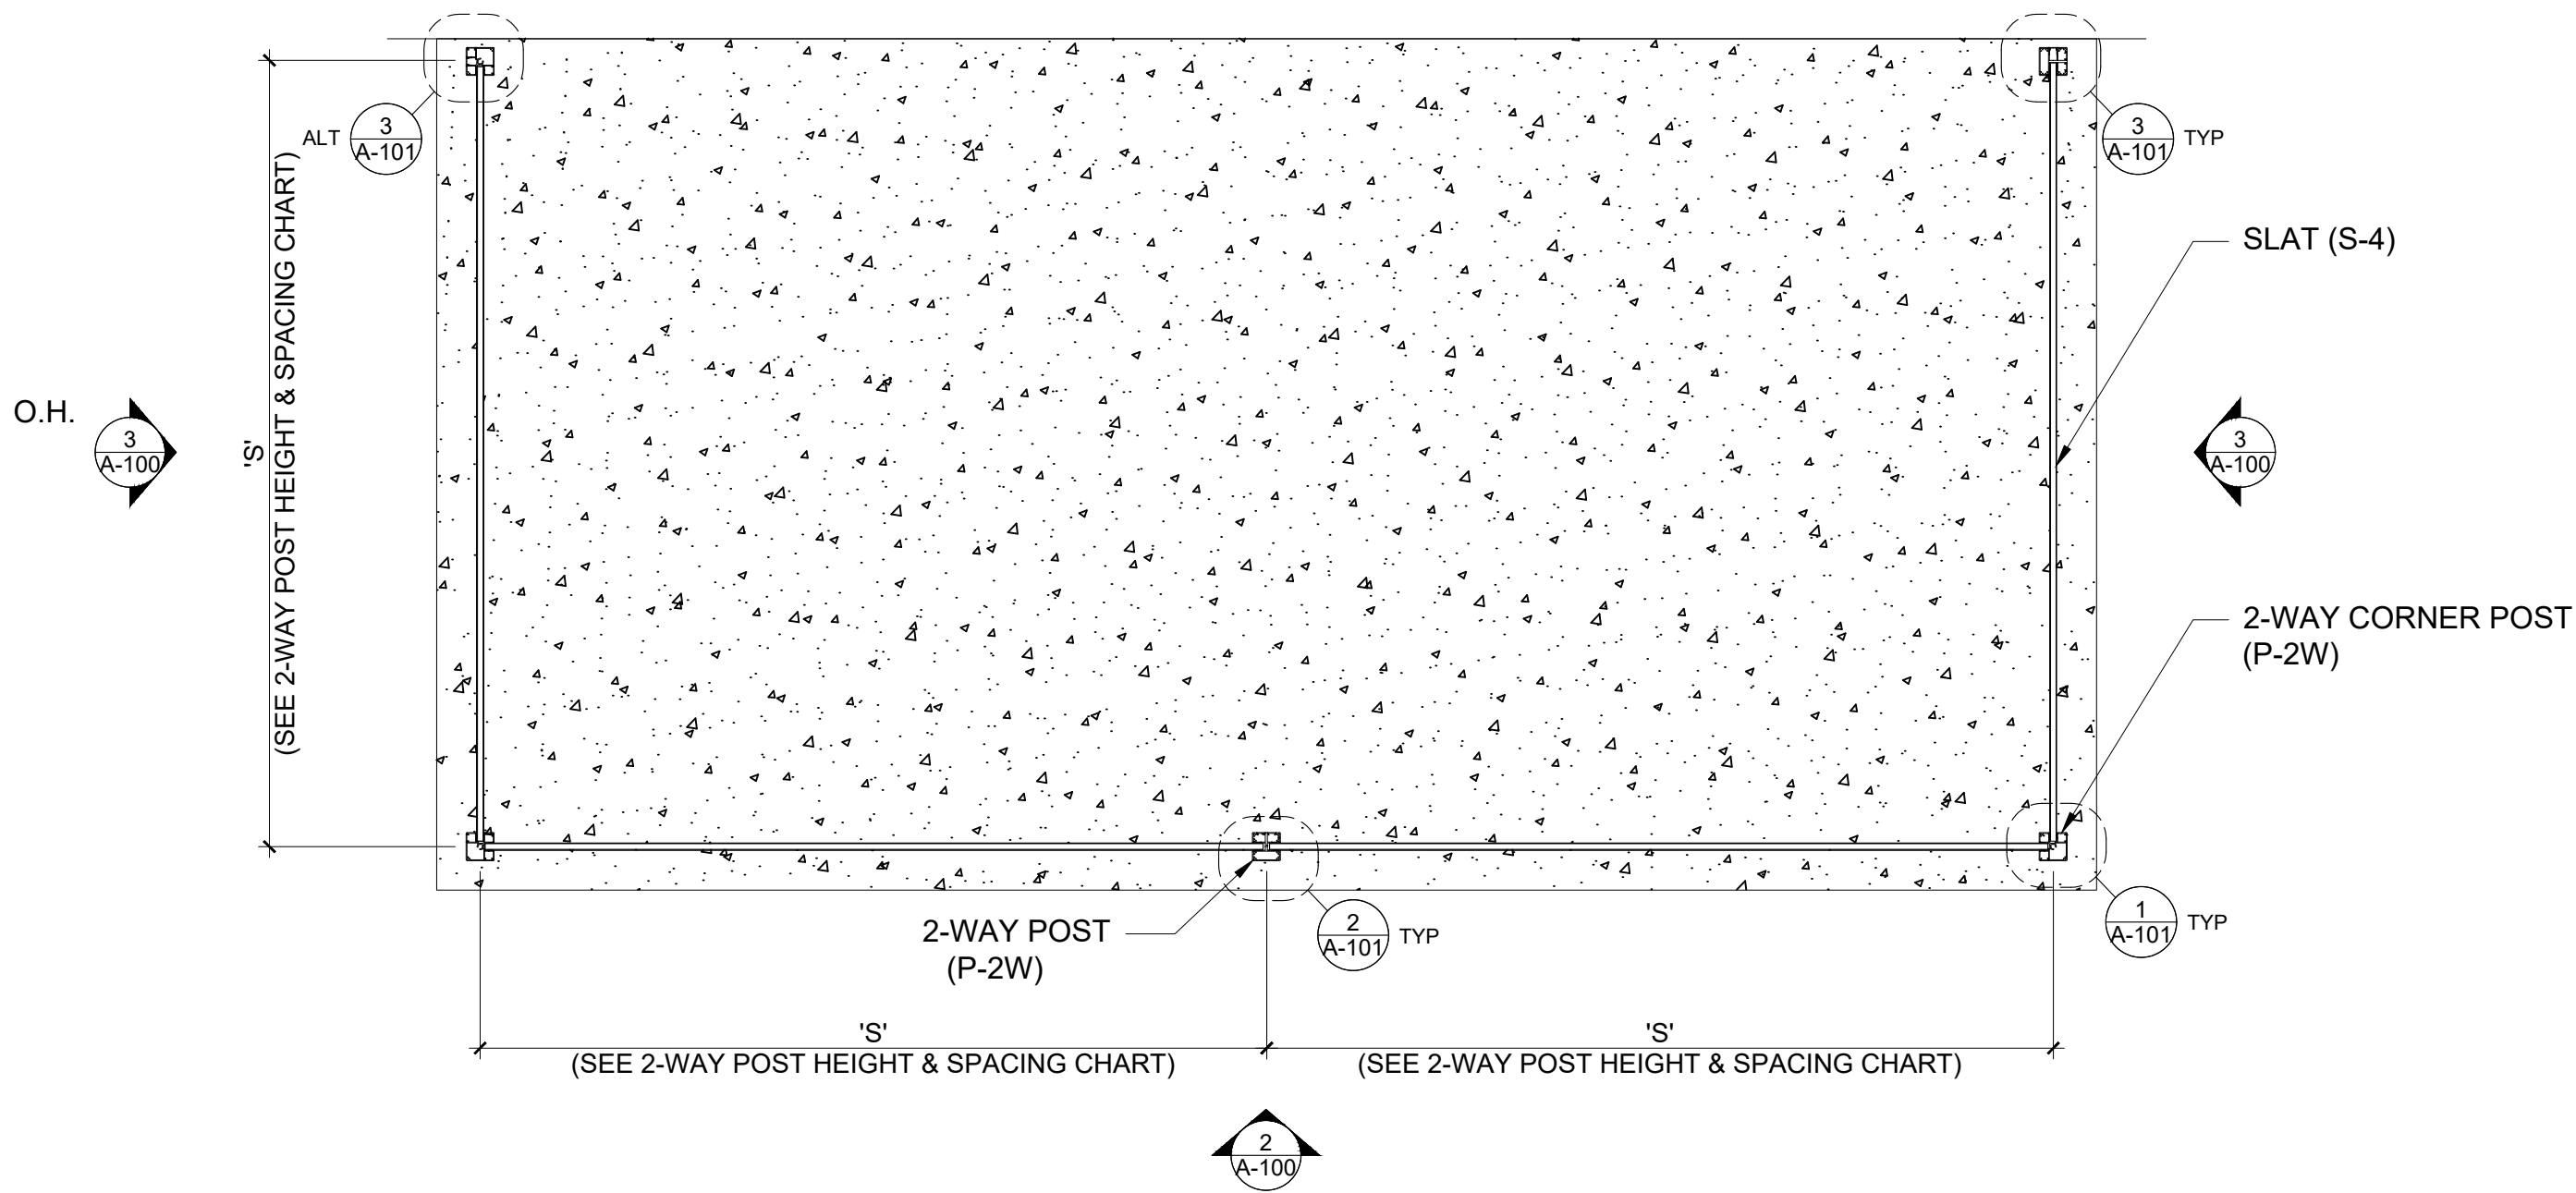 ALT
3
A-101
3
A-101
TYP
SLAT (S-4)
'S'
(SEE 2-WAY POST HEIGHT & SPACING CHART)
O.H.
3
A-100
3
A-100
2-WAY CORNER POST
(P-2W)
2-WAY POST
(P-2W)
2
A-101
TYP
1
A-101
TYP
'S'
(SEE 2-WAY POST HEIGHT & SPACING CHART)
'S'
(SEE 2-WAY POST HEIGHT & SPACING CHART)
2
A-100